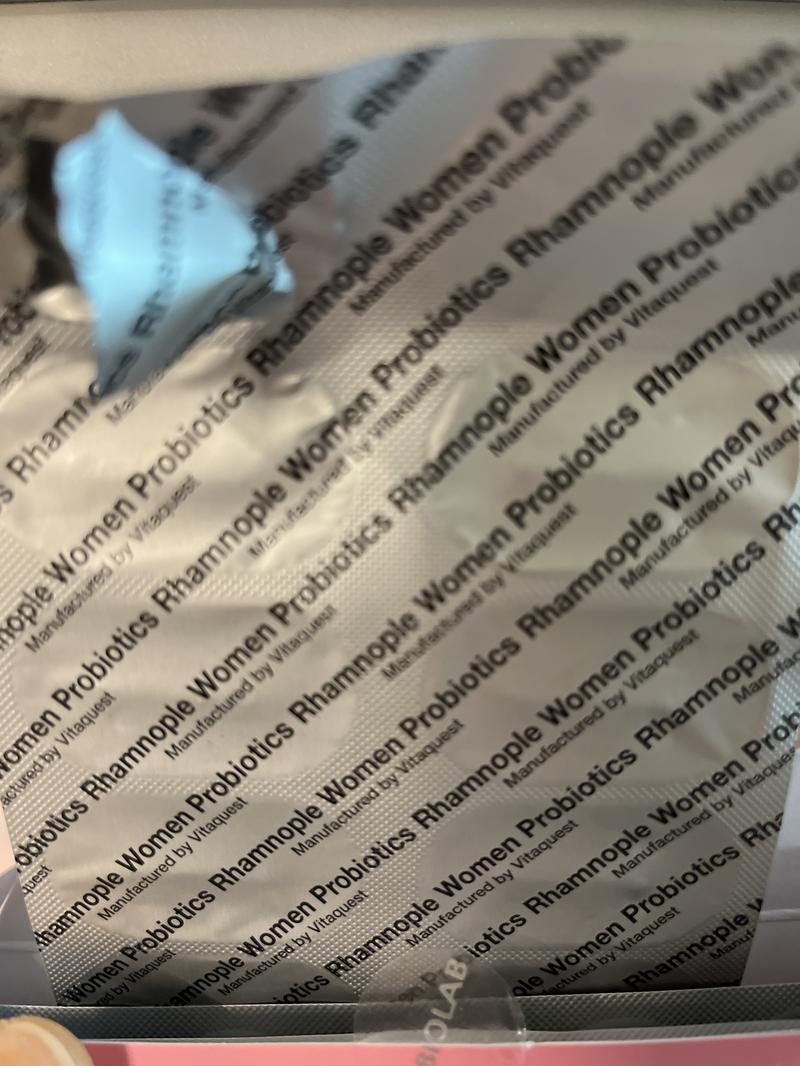 Rhamnople Women Probiotics Rhamnople Women
Manufactured by Vitaquest
Rhamnople Women Probiotics Rhamnople Women Probiotics
Manufactured by Vitaquest Manufactured by Vitaquest
Rhamnople Women Probiotics Rhamnople Women Probiotics Rhamnople
Manufactured by Vitaquest Manufactured by Vitaquest
Women Probiotics Rhamnople Women Probiotics Rhamnople Women
Manufactured by Vitaquest Manufactured by Vitaquest Manufactured by Vitaquest
Rhamnople Women Probiotics Rhamnople Women Probiotics
Manufactured by Vitaquest Manufactured by Vitaquest Manufactured by Vitaquest
Women Probiotics Rhamnople Women Probiotics Rhamnople
Manufactured by Vitaquest Manufactured by Vitaquest
Rhamnople Women Probiotics
Manufactured by Vitaquest Manufactured by Vitaquest
Women Probiotics
Manufactured by Vitaquest
Rhamnople
BIOLAB